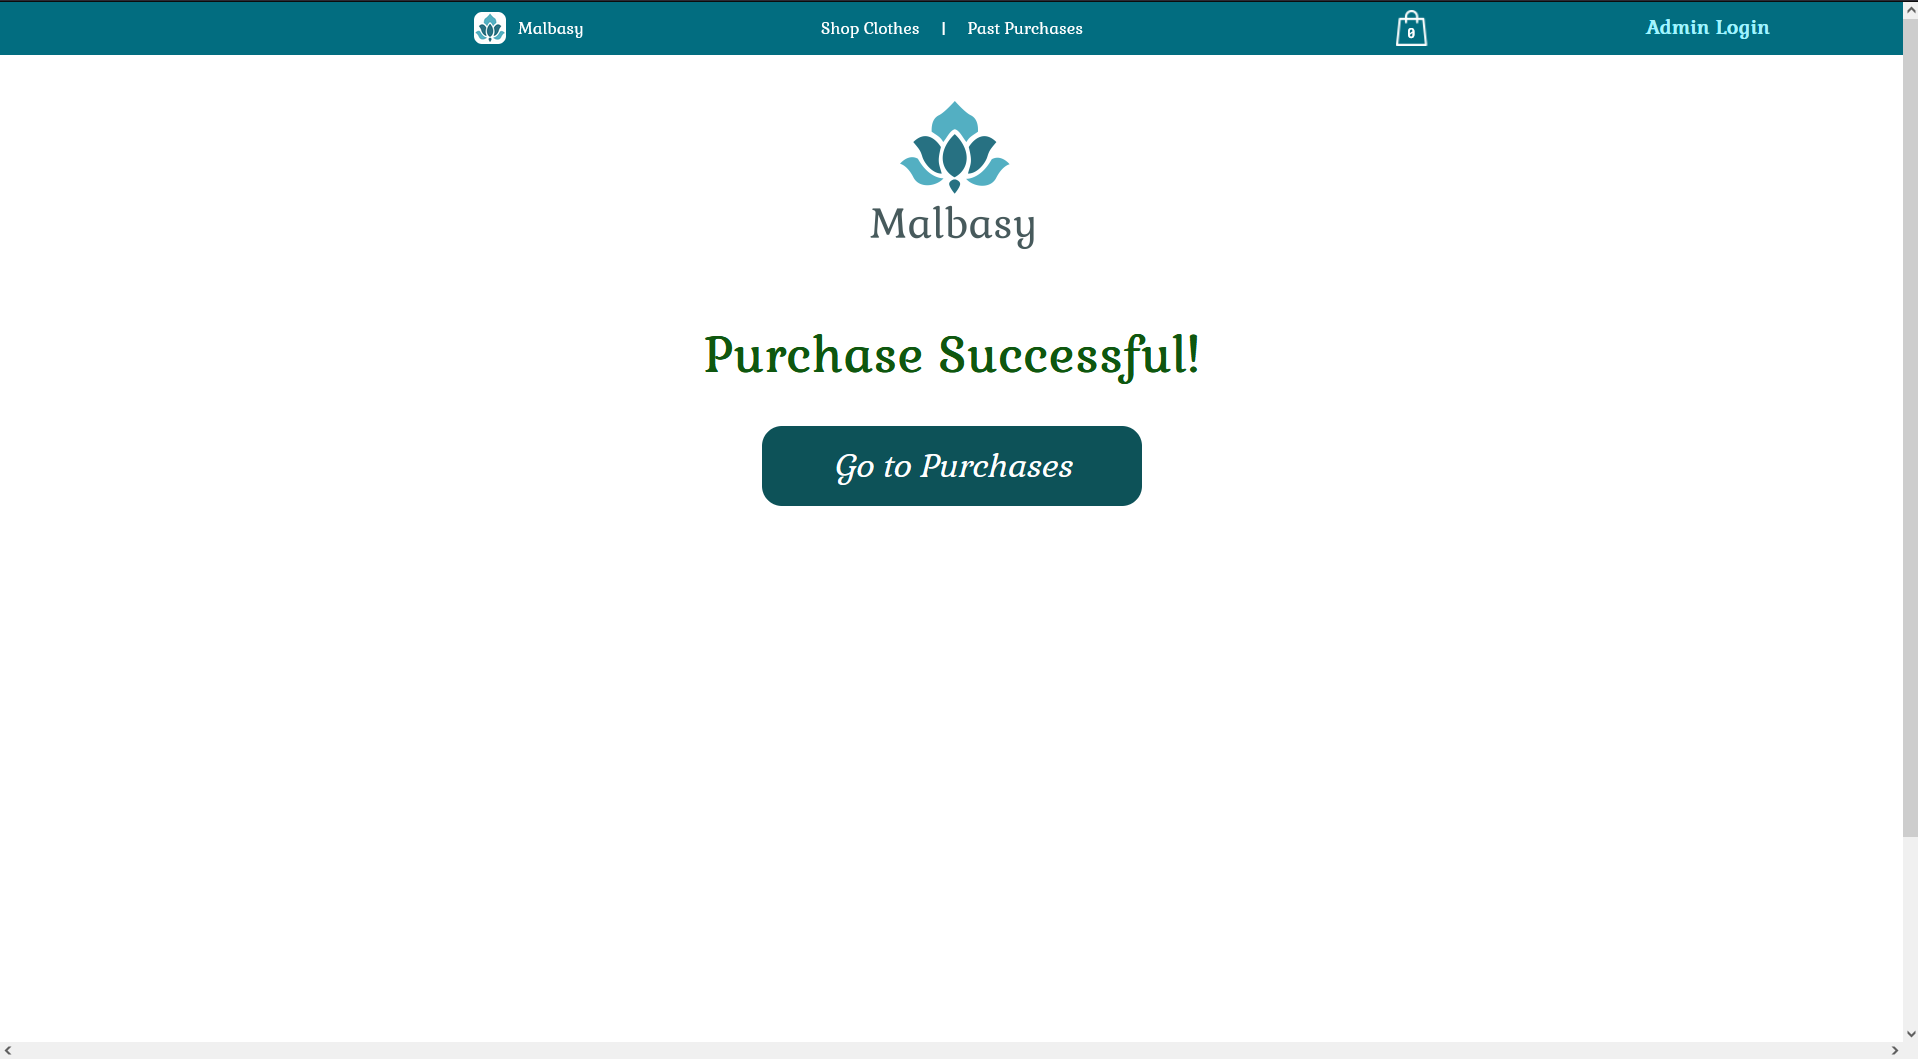 Malbasy
Shop Clothes | Past Purchases
0
Admin Login
Malbasy
Purchase Successful!
Go to Purchases